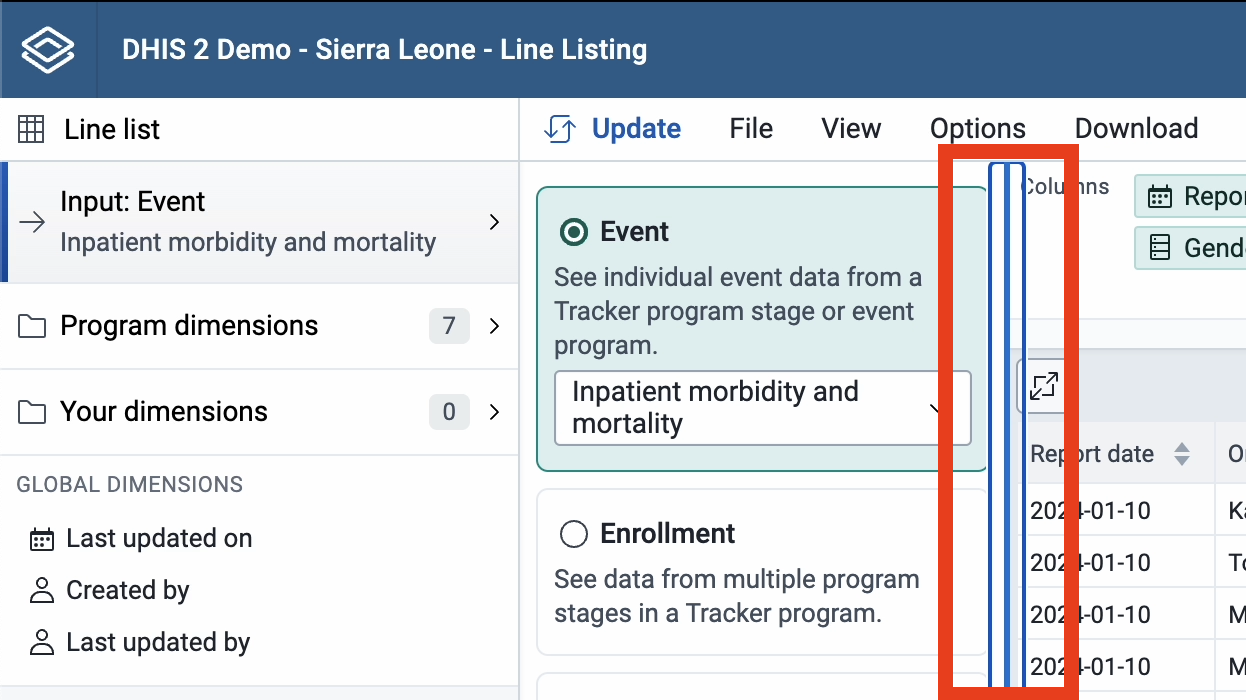 DHIS 2 Demo - Sierra Leone - Line Listing
Line list
Update File View Options Download
Input: Event
Inpatient morbidity and mortality
Program dimensions 7
Your dimensions 0
GLOBAL DIMENSIONS
Last updated on
Created by
Last updated by
Event
See individual event data from a
Tracker program stage or event
program.
Inpatient morbidity and
mortality
Enrollment
See data from multiple program
stages in a Tracker program.
Columns
Repor
Gende
Report date
2024-01-10
2024-01-10
2024-01-10
2024-01-10